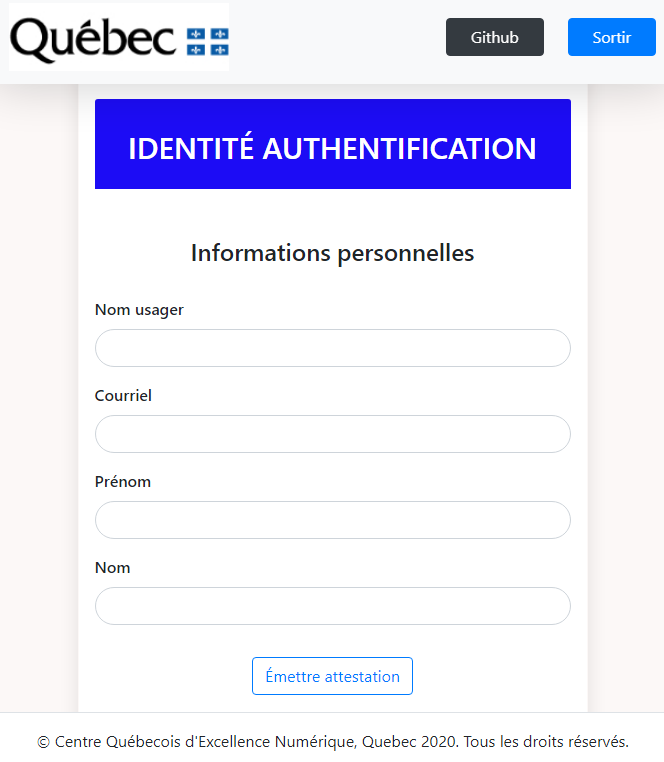 Québec
Github
Sortir
IDENTITÉ AUTHENTIFICATION
Informations personnelles
Nom usager
Courriel
Prénom
Nom
Émettre attestation
© Centre Québecois d'Excellence Numérique, Quebec 2020. Tous les droits réservés.